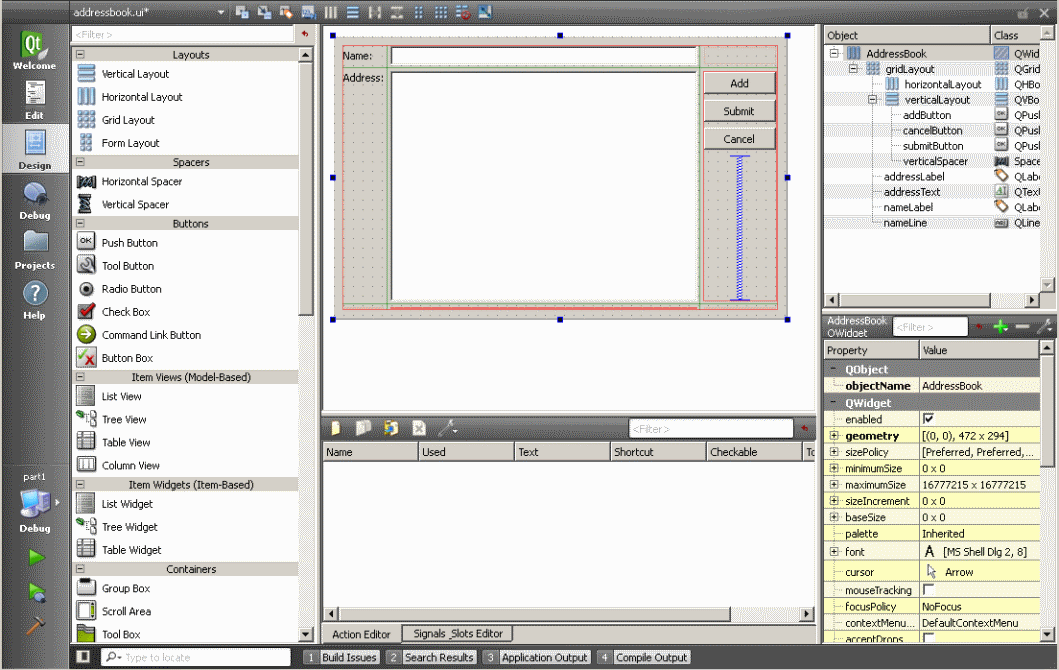 addressbook.ui*
Qt
Welcome
Edit
Design
Debug
Projects
Help
part1
Debug
<Filter>
Layouts
Vertical Layout
Horizontal Layout
Grid Layout
Form Layout
Spacers
Horizontal Spacer
Vertical Spacer
Buttons
OK Push Button
Tool Button
Radio Button
Check Box
Command Link Button
Button Box
Item Views (Model-Based)
List View
Tree View
Table View
Column View
Item Widgets (Item-Based)
List Widget
Tree Widget
Table Widget
Containers
Group Box
Scroll Area
Tool Box
Name:
Address:
Add
Submit
Cancel
<Filter>
Name Used Text Shortcut Checkable To
Action Editor Signals _Slots Editor
Object Class
AddressBook QWid
gridLayout QGrid
horizontalLayout QHBo
verticalLayout QVBo
addButton OK QPusl
cancelButton OK QPusl
submitButton OK QPusl
verticalSpacer Space
addressLabel QLabe
addressText AI QText
nameLabel QLabe
nameLine QLine
AddressBook
QWidget
<Filter>
Property Value
QObject
objectName AddressBook
QWidget
enabled
geometry [(0, 0), 472 x 294]
sizePolicy [Preferred, Preferred,...
minimumSize 0 x 0
maximumSize 16777215 x 16777215
sizeIncrement 0 x 0
baseSize 0 x 0
palette Inherited
font A [MS Shell Dlg 2, 8]
cursor Arrow
mouseTracking
focusPolicy NoFocus
contextMenu... DefaultContextMenu
acceptDrops
Type to locate
1 Build Issues 2 Search Results 3 Application Output 4 Compile Output